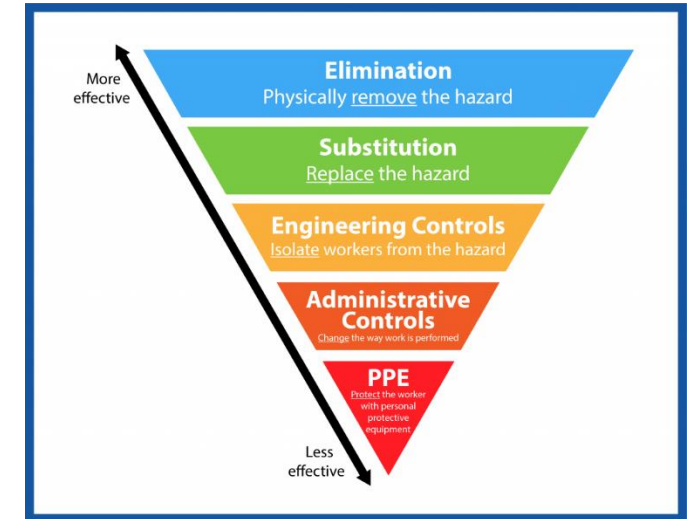 More
effective
Elimination
Physically remove the hazard
Substitution
Replace the hazard
Engineering Controls
Isolate workers from the hazard
Administrative
Controls
Change the way work is performed
PPE
Protect the worker
with personal
protective
equipment
Less
effective